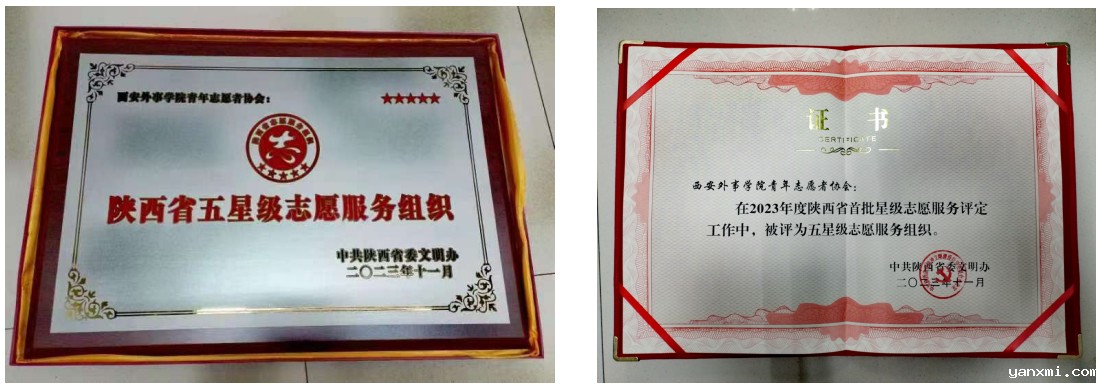 西安外事学院青年志愿者协会：
★★★★★
陕西省五星级志愿服务组织
中共陕西省委文明办
二〇二三年十一月
证 书
CERTIFICATE
西安外事学院青年志愿者协会：
在2023年度陕西省首批星级志愿服务评定
工作中，被评为五星级志愿服务组织。
中共陕西省委文明办
二〇二三年十一月
yanxmi.com